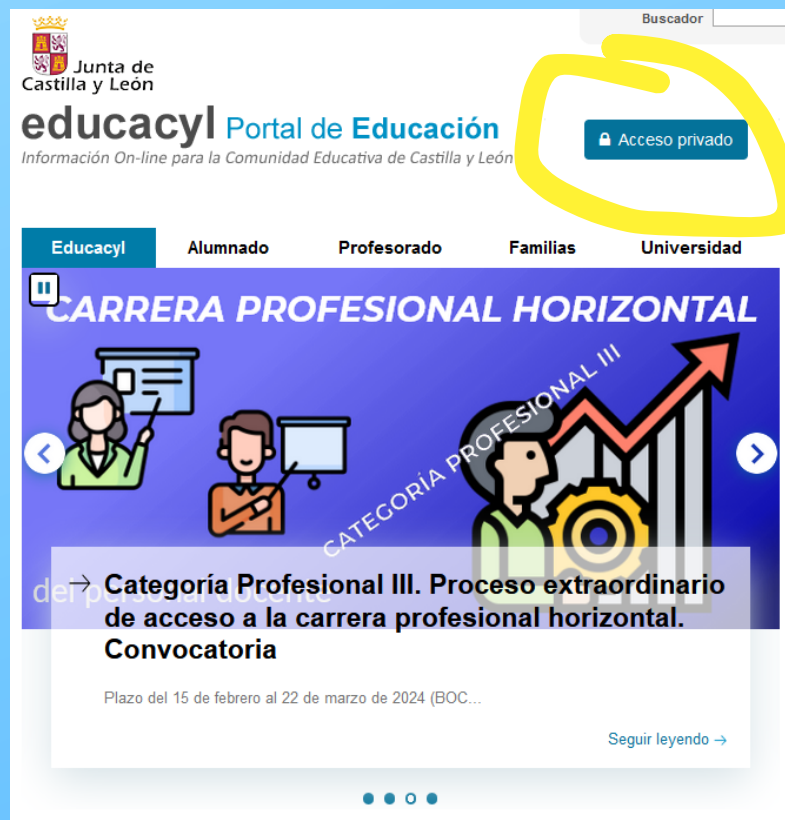 Buscador
Junta de
Castilla y León
educacyl Portal de Educación
Información On-line para la Comunidad Educativa de Castilla y León
Acceso privado
Educacyl Alumnado Profesorado Familias Universidad
CARRERA PROFESIONAL HORIZONTAL
CATEGORÍA PROFESIONAL III
del personal docente
→ Categoría Profesional III. Proceso extraordinario
de acceso a la carrera profesional horizontal.
Convocatoria
Plazo del 15 de febrero al 22 de marzo de 2024 (BOC...
Seguir leyendo →